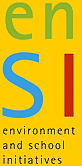 en
SI
environment
and school
initiatives